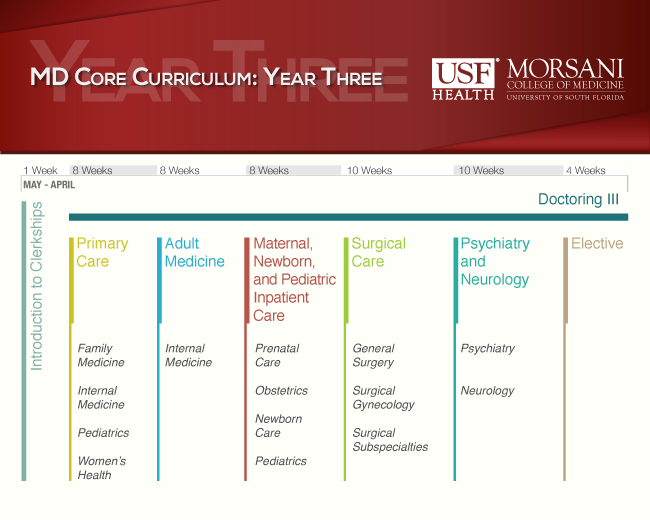 YEAR THREE
MD CORE CURRICULUM: YEAR THREE
USF
HEALTH
MORSANI
COLLEGE OF MEDICINE
UNIVERSITY OF SOUTH FLORIDA
1 Week 8 Weeks 8 Weeks 8 Weeks 10 Weeks 10 Weeks 4 Weeks
MAY - APRIL
Doctoring III
Introduction to Clerkships
Primary
Care
Family
Medicine
Internal
Medicine
Pediatrics
Women's
Health
Adult
Medicine
Internal
Medicine
Maternal,
Newborn,
and Pediatric
Inpatient
Care
Prenatal
Care
Obstetrics
Newborn
Care
Pediatrics
Surgical
Care
General
Surgery
Surgical
Gynecology
Surgical
Subspecialties
Psychiatry
and
Neurology
Psychiatry
Neurology
Elective